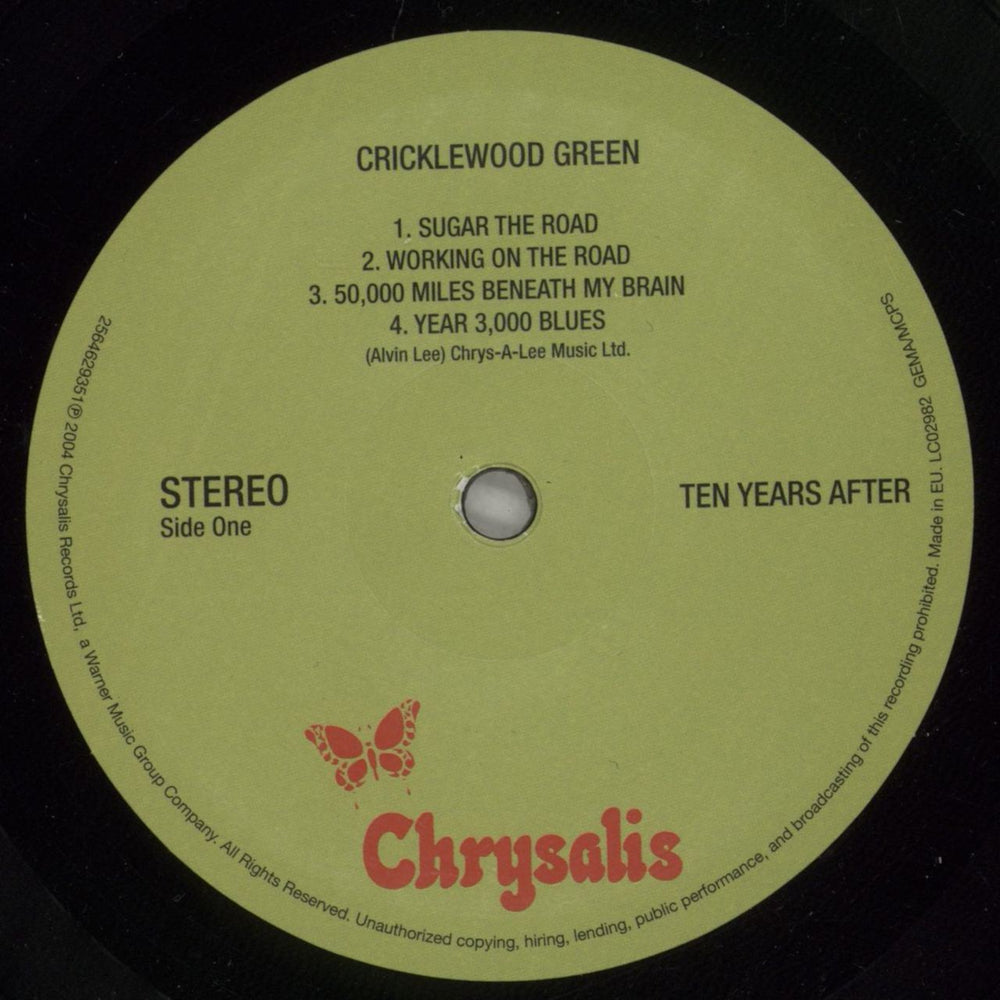 CRICKLEWOOD GREEN
1. SUGAR THE ROAD
2. WORKING ON THE ROAD
3. 50,000 MILES BENEATH MY BRAIN
4. YEAR 3,000 BLUES
(Alvin Lee) Chrys-A-Lee Music Ltd.
STEREO
Side One
TEN YEARS AFTER
Chrysalis
256462935 1℗ 2004 Chrysalis Records Ltd, a Warner Music Group Company. All Rights Reserved. Unauthorized copying, hiring, lending, public performance, and broadcasting of this recording prohibited. Made in EU. LC02982 GEMA/MCPS